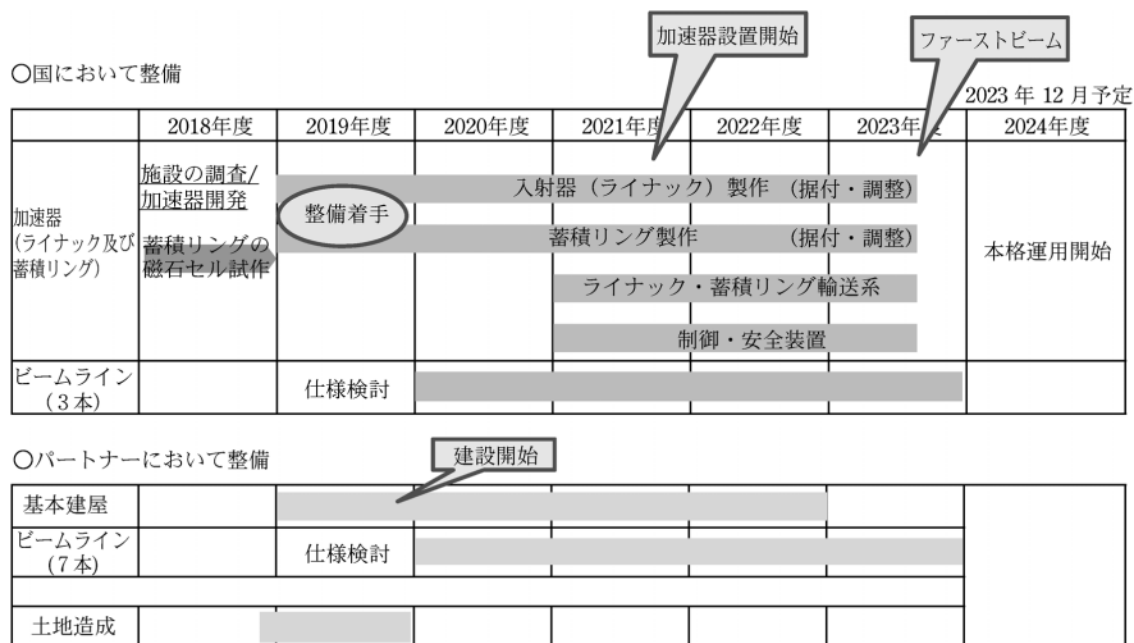 加速器設置開始
ファーストビーム
〇国において整備
2023 年 12 月予定
2018年度 2019年度 2020年度 2021年度 2022年度 2023年度 2024年度
施設の調査/
加速器開発
入射器（ライナック）製作 （据付・調整）
整備着手
加速器
(ライナック及び
蓄積リング)
蓄積リングの
磁石セル試作
蓄積リング製作 （据付・調整）
本格運用開始
ライナック・蓄積リング輸送系
制御・安全装置
ビームライン
（３本）
仕様検討
〇パートナーにおいて整備
建設開始
基本建屋
ビームライン
（7本）
仕様検討
土地造成